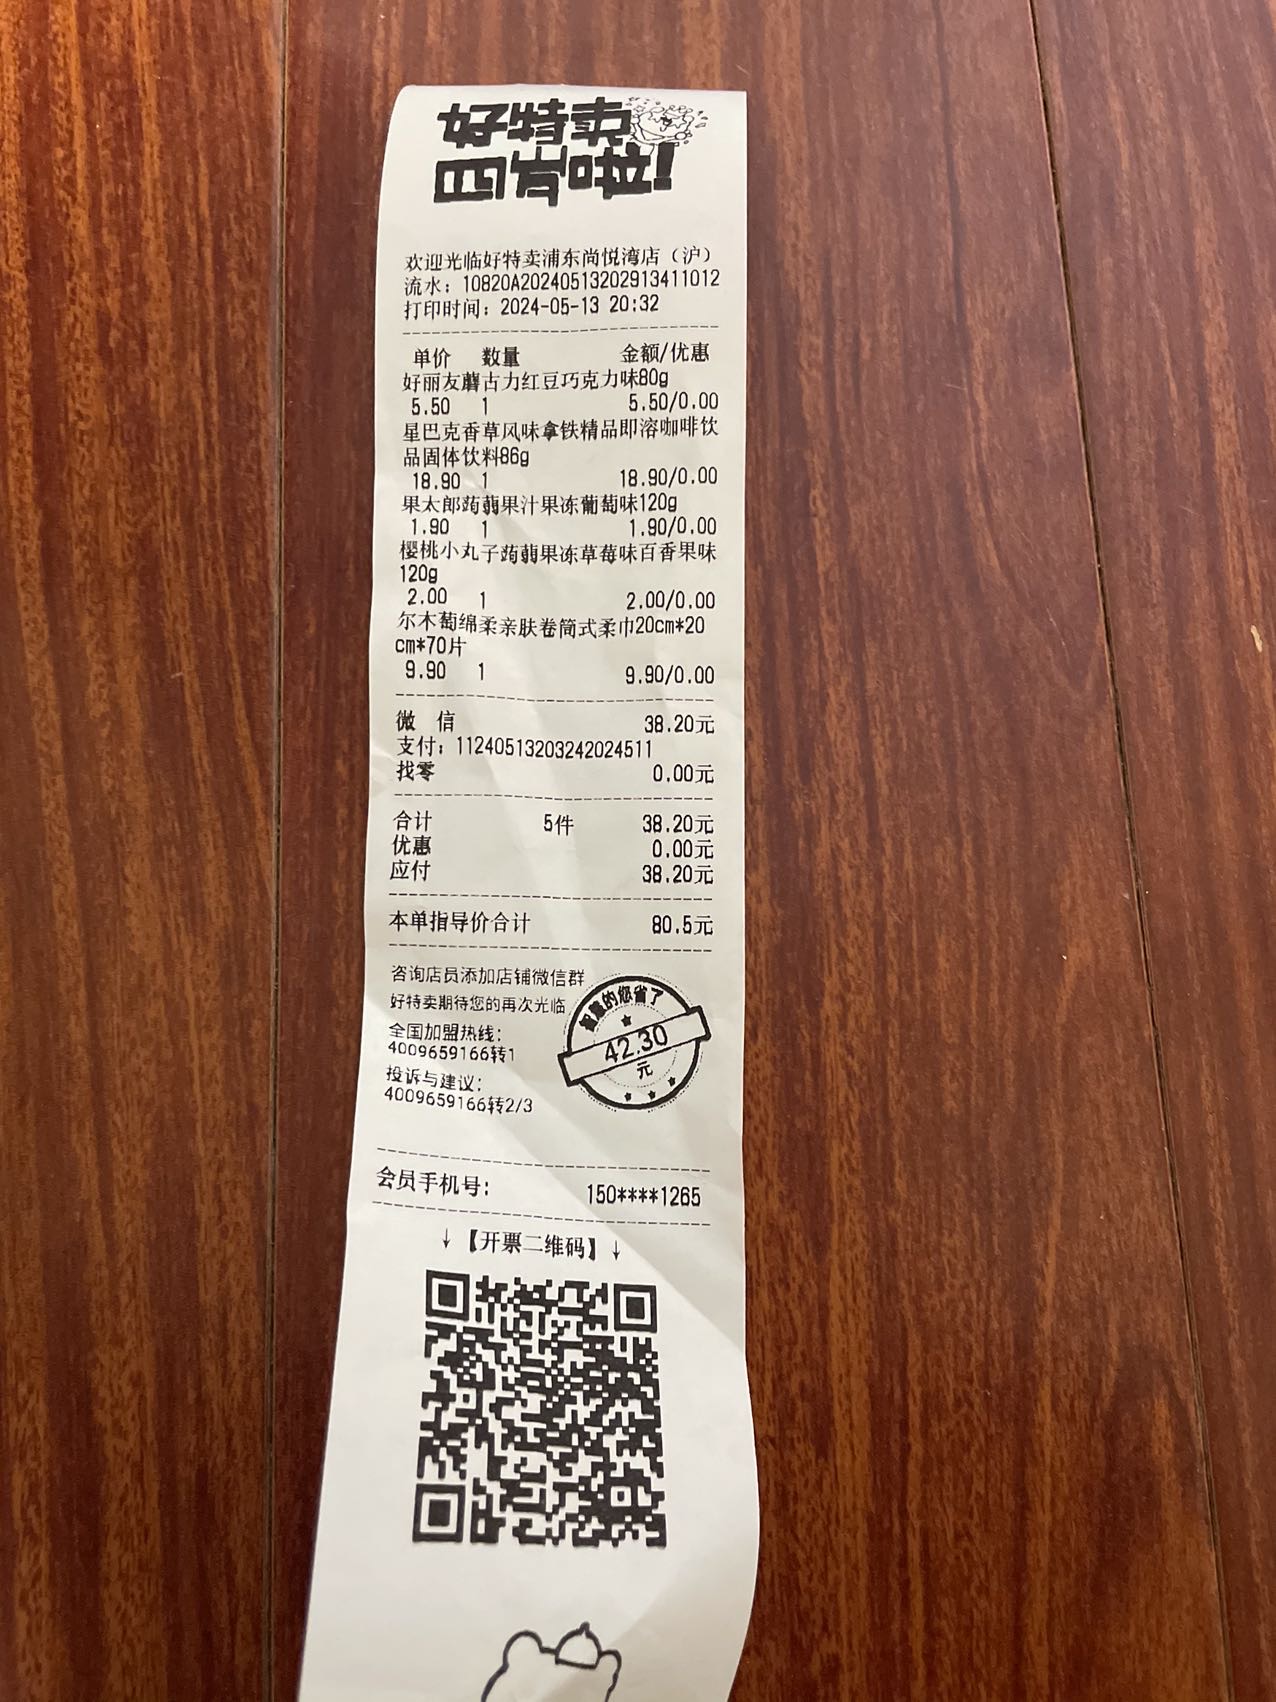 好特特
目止哇!
欢迎光临好特卖浦东尚悦湾店（沪）
流水：10820A20240513202913411012
打印时间：2024-05-13 20:32
单价 数量 金额/优惠
好丽友蘑古力红豆巧克力味80g
5.50 1 5.50/0.00
星巴克香草风味拿铁精品即溶咖啡饮
品固体饮料86g
18.90 1 18.90/0.00
果太郎蒟蒻果汁果冻葡萄味120g
1.90 1 1.90/0.00
樱桃小丸子蒟蒻果冻草莓味百香果味
120g
2.00 1 2.00/0.00
尔木萄绵柔亲肤卷筒式柔巾20cm*20
cm*70片
9.90 1 9.90/0.00
微 信 38.20元
支付：11240513203242024511
找零 0.00元
合计 5件 38.20元
优惠 0.00元
应付 38.20元
本单指导价合计 80.5元
咨询店员添加店铺微信群
好特卖期待您的再次光临
全国加盟热线：
4009659166转1
投诉与建议：
4009659166转2/3
智慧的您省了
42.30
元
会员手机号： 150****1265
↓【开票二维码】↓